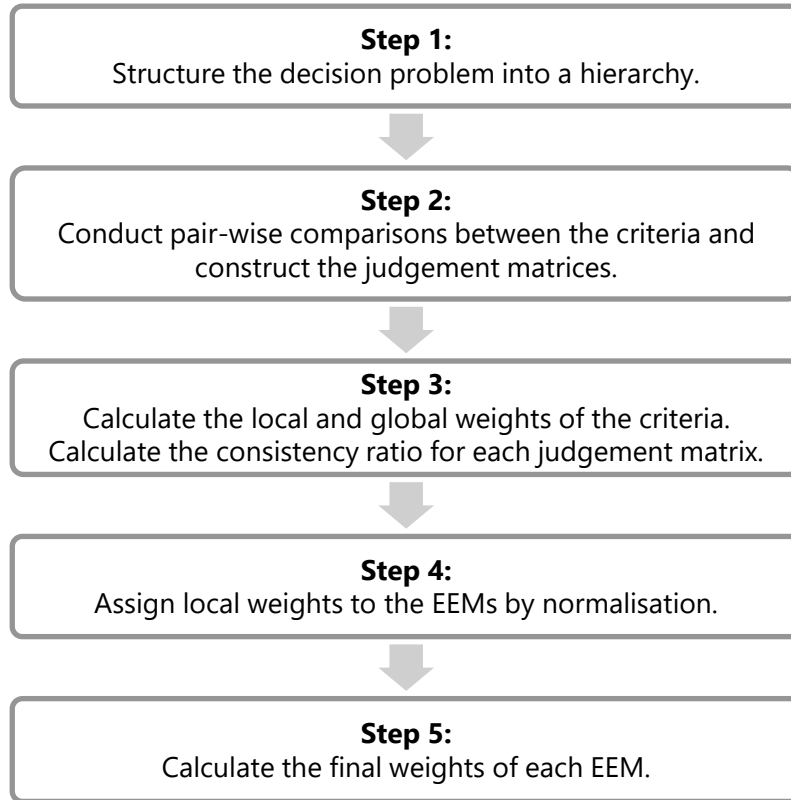 Step 1:
Structure the decision problem into a hierarchy.
Step 2:
Conduct pair-wise comparisons between the criteria and
construct the judgement matrices.
Step 3:
Calculate the local and global weights of the criteria.
Calculate the consistency ratio for each judgement matrix.
Step 4:
Assign local weights to the EEMs by normalisation.
Step 5:
Calculate the final weights of each EEM.